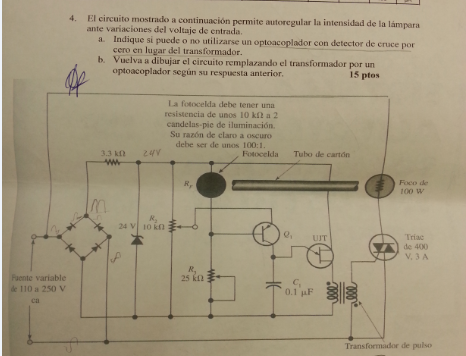 4. El circuito mostrado a continuación permite autoregular la intensidad de la lámpara
ante variaciones del voltaje de entrada.
a. Indique si puede o no utilizarse un optoacoplador con detector de cruce por
cero en lugar del transformador.
b. Vuelva a dibujar el circuito remplazando el transformador por un
optoacoplador según su respuesta anterior. 15 ptos
La fotocelda debe tener una
resistencia de unos 10 kΩ a 2
candelas-pie de iluminación.
Su razón de claro a oscuro
debe ser de unos 100:1.
Fotocelda
Tubo de cartón
3.3 kΩ
24V
Rp
Foco de
100 W
24 V
R2
10 kΩ
Q1
UJT
Triac
de 400
V, 3 A
Fuente variable
de 110 a 250 V
ca
25 kΩ
C1
0.1 µF
Transformador de pulso